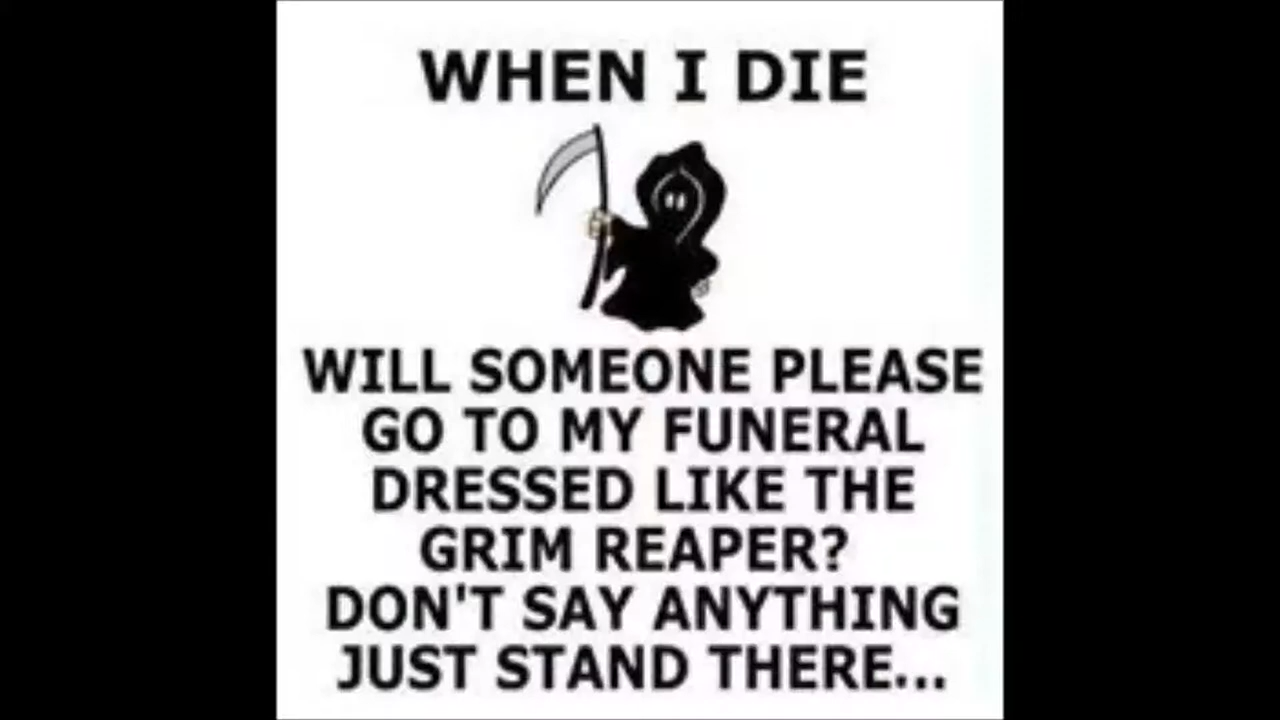 WHEN I DIE
WILL SOMEONE PLEASE
GO TO MY FUNERAL
DRESSED LIKE THE
GRIM REAPER?
DON'T SAY ANYTHING
JUST STAND THERE...